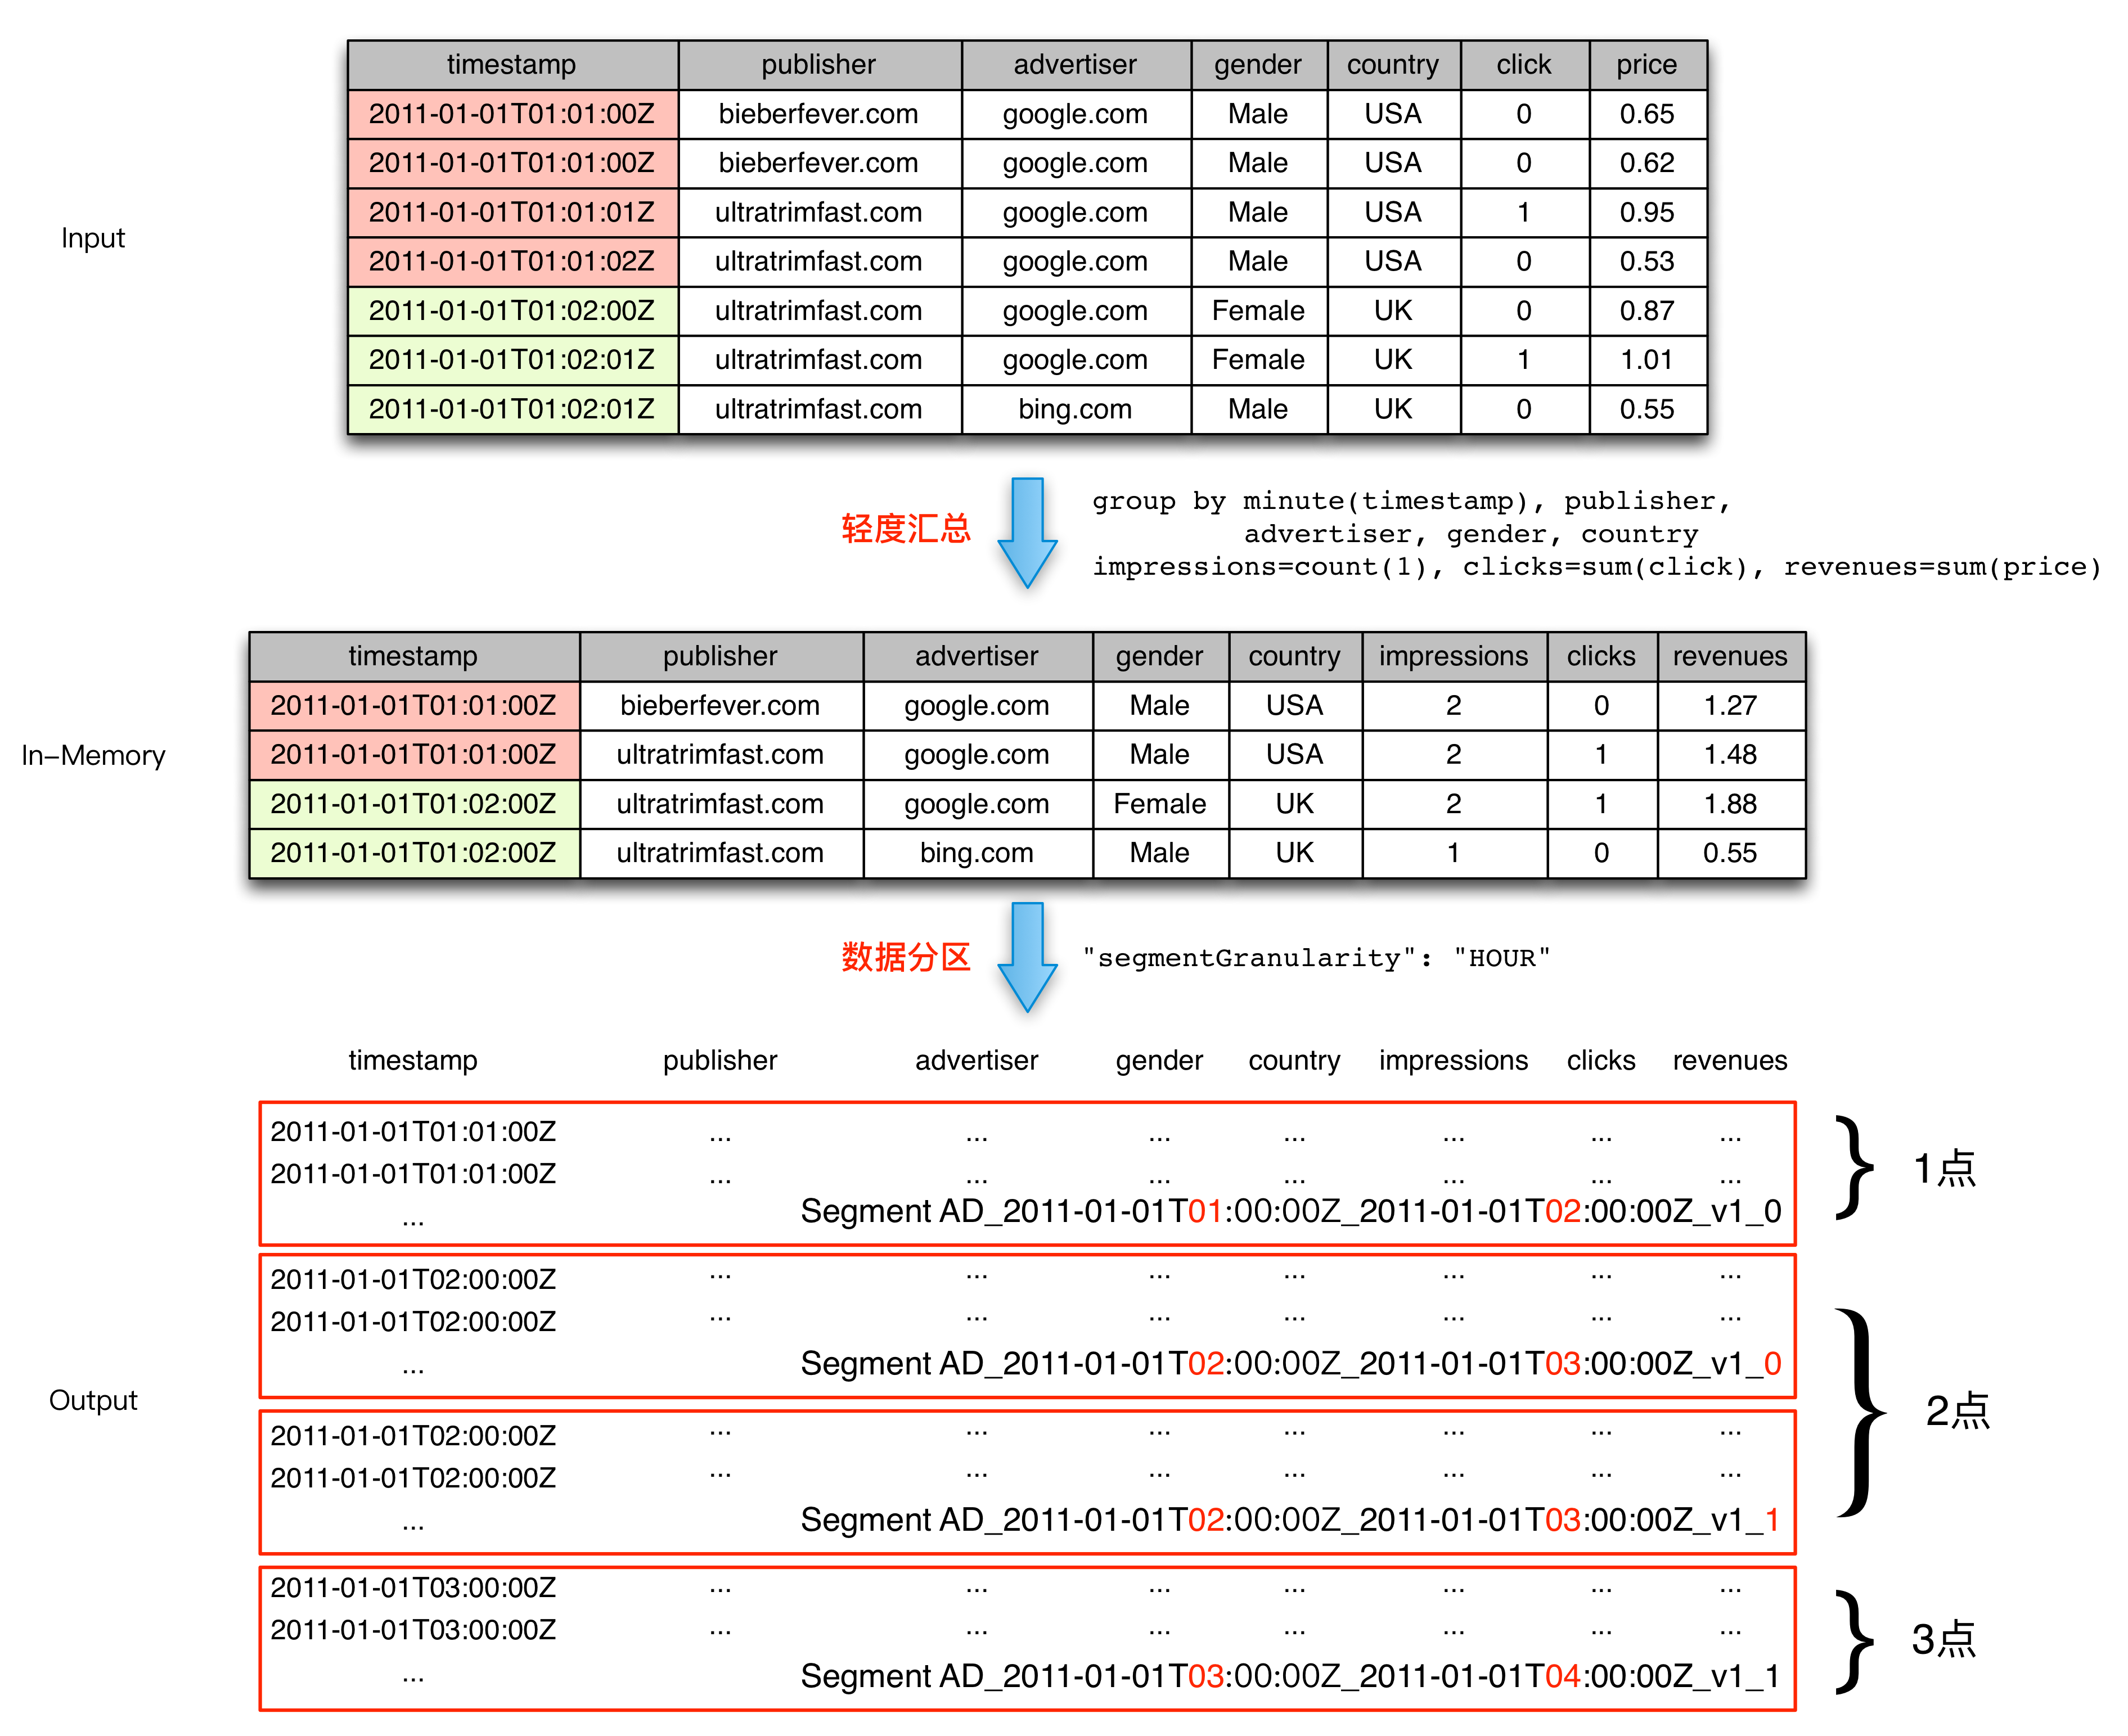 timestamp publisher advertiser gender country click price
2011-01-01T01:01:00Z bieberfever.com google.com Male USA 0 0.65
2011-01-01T01:01:00Z bieberfever.com google.com Male USA 0 0.62
2011-01-01T01:01:01Z ultratrimfast.com google.com Male USA 1 0.95
Input
2011-01-01T01:01:02Z ultratrimfast.com google.com Male USA 0 0.53
2011-01-01T01:02:00Z ultratrimfast.com google.com Female UK 0 0.87
2011-01-01T01:02:01Z ultratrimfast.com google.com Female UK 1 1.01
2011-01-01T01:02:01Z ultratrimfast.com bing.com Male UK 0 0.55
轻度汇总
group by minute(timestamp), publisher,
advertiser, gender, country
impressions=count(1), clicks=sum(click), revenues=sum(price)
timestamp publisher advertiser gender country impressions clicks revenues
2011-01-01T01:01:00Z bieberfever.com google.com Male USA 2 0 1.27
In-Memory
2011-01-01T01:01:00Z ultratrimfast.com google.com Male USA 2 1 1.48
2011-01-01T01:02:00Z ultratrimfast.com google.com Female UK 2 1 1.88
2011-01-01T01:02:00Z ultratrimfast.com bing.com Male UK 1 0 0.55
数据分区
"segmentGranularity": "HOUR"
timestamp publisher advertiser gender country impressions clicks revenues
2011-01-01T01:01:00Z ... ... ... ... ... ... ...
2011-01-01T01:01:00Z ... ... ... ... ... ... ...
... Segment AD_2011-01-01T01:00:00Z_2011-01-01T02:00:00Z_v1_0
1点
2011-01-01T02:00:00Z ... ... ... ... ... ... ...
2011-01-01T02:00:00Z ... ... ... ... ... ... ...
... Segment AD_2011-01-01T02:00:00Z_2011-01-01T03:00:00Z_v1_0
Output
2点
2011-01-01T02:00:00Z ... ... ... ... ... ... ...
2011-01-01T02:00:00Z ... ... ... ... ... ... ...
... Segment AD_2011-01-01T02:00:00Z_2011-01-01T03:00:00Z_v1_1
2011-01-01T03:00:00Z ... ... ... ... ... ... ...
2011-01-01T03:00:00Z ... ... ... ... ... ... ...
... Segment AD_2011-01-01T03:00:00Z_2011-01-01T04:00:00Z_v1_1
3点